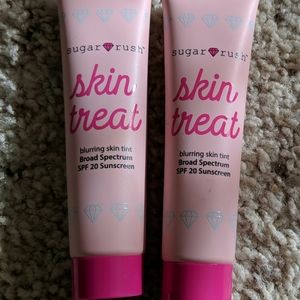 sugar rush
skin
treat
blurring skin tint
Broad Spectrum
SPF 20 Sunscreen
sugar rush
skin
treat
blurring skin tint
Broad Spectrum
SPF 20 Sunscreen